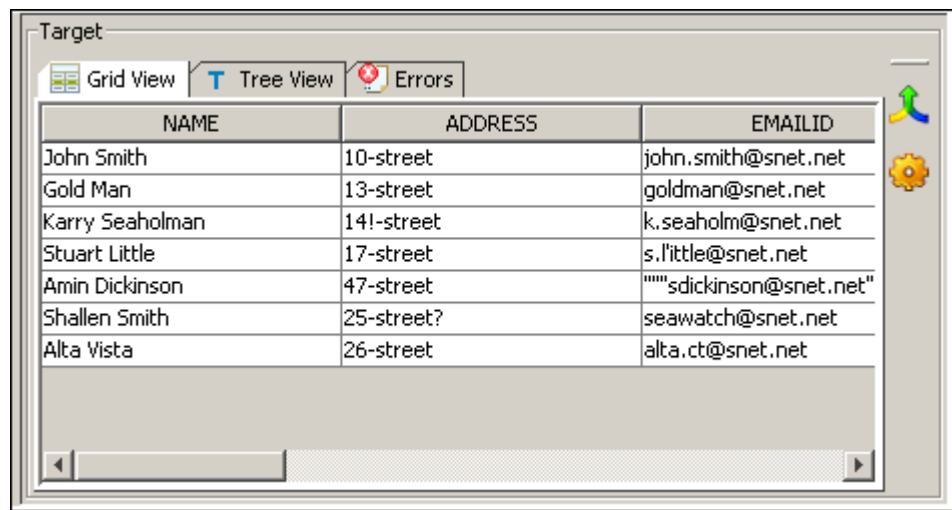 Target
Grid View T Tree View Errors
NAME ADDRESS EMAILID
John Smith 10-street john.smith@snet.net
Gold Man 13-street goldman@snet.net
Karry Seaholman 14!-street k.seaholm@snet.net
Stuart Little 17-street s.l'ittle@snet.net
Amin Dickinson 47-street """sdickinson@snet.net"
Shallen Smith 25-street? seawatch@snet.net
Alta Vista 26-street alta.ct@snet.net